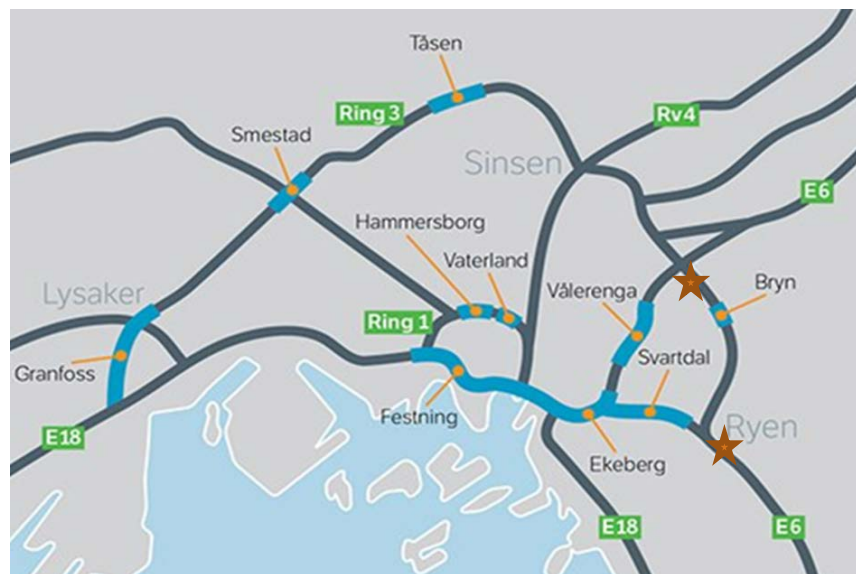 Tåsen
Ring 3
Rv4
Smestad
Sinsen
E6
Hammersborg
Vaterland
Lysaker
Vålerenga
Bryn
Ring 1
Granfoss
Svartdal
Festning
Ryen
E18
Ekeberg
E18
E6